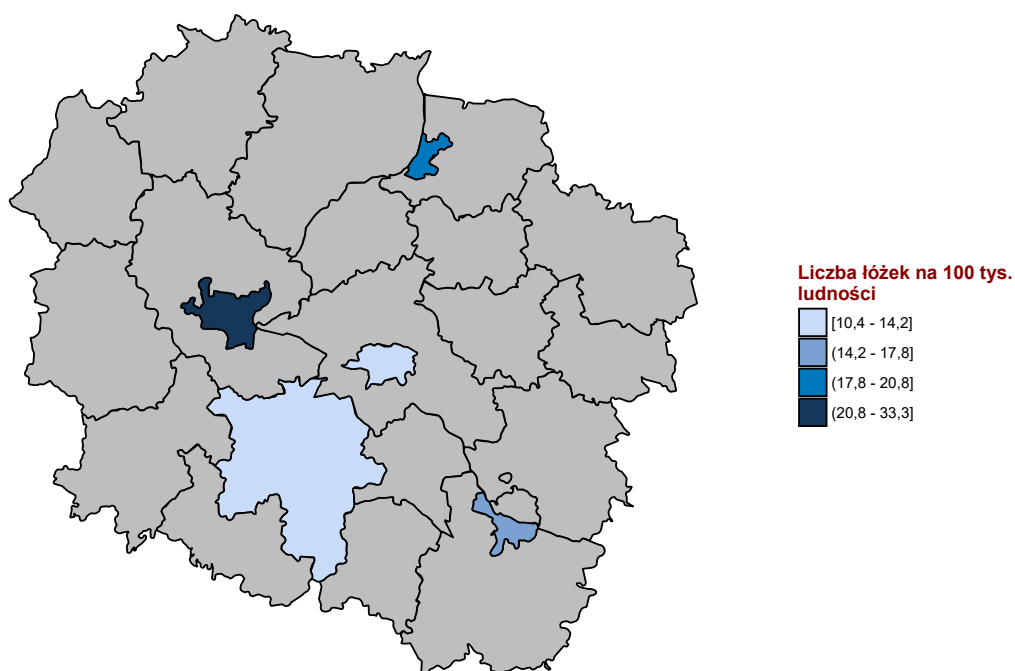 Liczba łóżek na 100 tys.
ludności
[10,4 - 14,2]
(14,2 - 17,8]
(17,8 - 20,8]
(20,8 - 33,3]